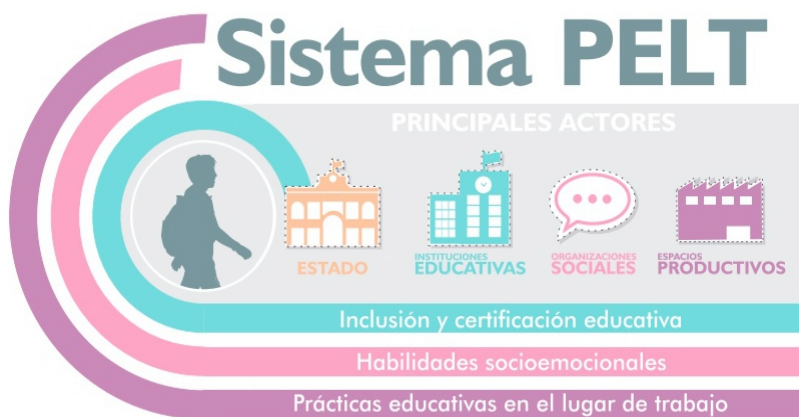 Sistema PELT
PRINCIPALES ACTORES
ESTADO
INSTITUCIONES
EDUCATIVAS
ORGANIZACIONES
SOCIALES
ESPACIOS
PRODUCTIVOS
Inclusión y certificación educativa
Habilidades socioemocionales
Prácticas educativas en el lugar de trabajo